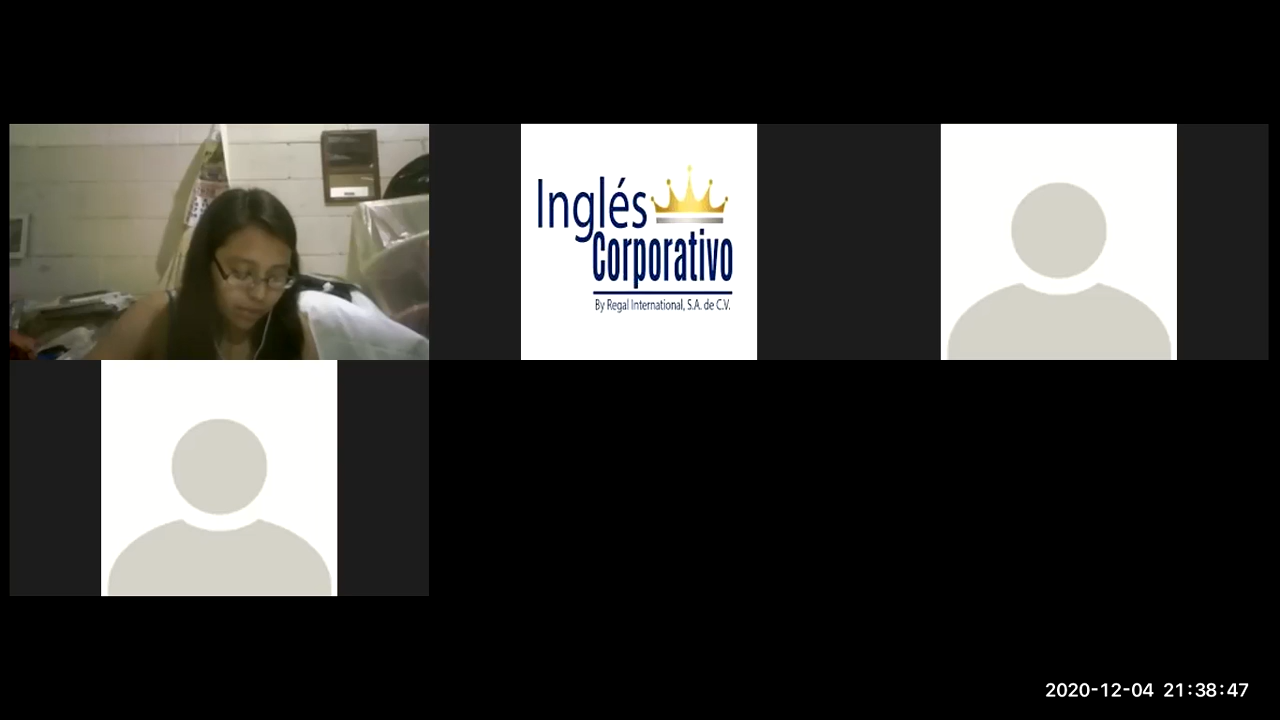 Inglés
Corporativo
By Regal International, S.A. de C.V.
2020-12-04 21:38:47